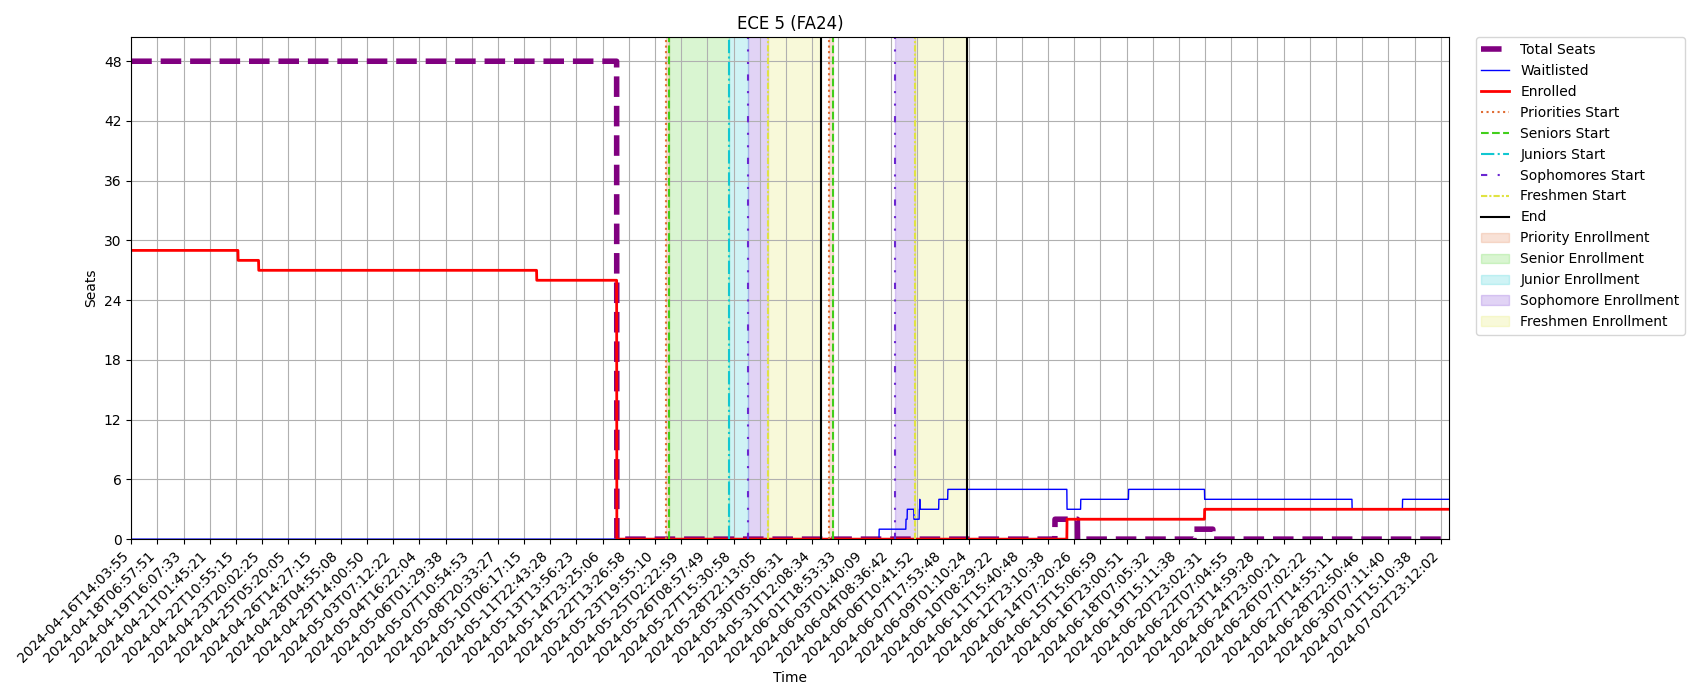 ECE 5 (FA24)
Total Seats
Waitlisted
Enrolled
Priorities Start
Seniors Start
Juniors Start
Sophomores Start
Freshmen Start
End
Priority Enrollment
Senior Enrollment
Junior Enrollment
Sophomore Enrollment
Freshmen Enrollment
Seats
48
42
36
30
24
18
12
6
0
2024-04-16T14:03:55
2024-04-18T06:57:51
2024-04-19T16:07:33
2024-04-21T01:45:21
2024-04-22T10:55:15
2024-04-23T20:02:25
2024-04-25T05:20:05
2024-04-26T14:27:15
2024-04-28T04:55:08
2024-04-29T14:00:50
2024-05-03T07:12:22
2024-05-04T16:22:04
2024-05-06T01:29:38
2024-05-07T10:54:53
2024-05-08T20:33:27
2024-05-10T06:17:15
2024-05-11T22:43:28
2024-05-13T13:56:23
2024-05-14T23:25:06
2024-05-22T13:26:58
2024-05-23T19:55:10
2024-05-25T02:22:59
2024-05-26T08:57:49
2024-05-27T15:30:58
2024-05-28T22:13:05
2024-05-30T05:06:31
2024-05-31T12:08:34
2024-06-01T18:53:33
2024-06-03T01:40:09
2024-06-04T08:36:42
2024-06-06T10:41:52
2024-06-07T17:53:48
2024-06-09T01:10:24
2024-06-10T08:29:22
2024-06-11T15:40:48
2024-06-12T23:10:38
2024-06-14T07:20:26
2024-06-15T15:06:59
2024-06-16T23:00:51
2024-06-18T07:05:32
2024-06-19T15:11:38
2024-06-20T23:02:31
2024-06-22T07:04:55
2024-06-23T14:59:28
2024-06-24T23:00:21
2024-06-26T07:02:22
2024-06-27T14:55:11
2024-06-28T22:50:46
2024-06-30T07:11:40
2024-07-01T15:10:38
2024-07-02T23:12:02
Time